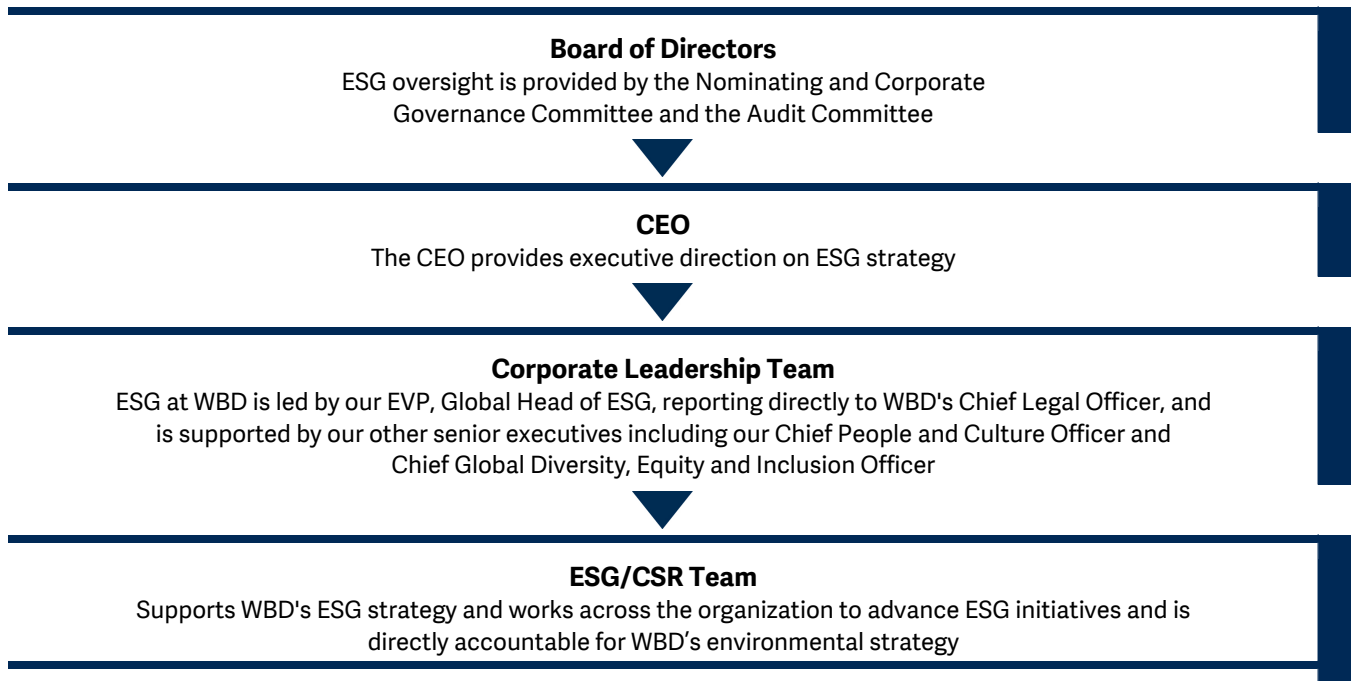 Board of Directors
ESG oversight is provided by the Nominating and Corporate
Governance Committee and the Audit Committee
CEO
The CEO provides executive direction on ESG strategy
Corporate Leadership Team
ESG at WBD is led by our EVP, Global Head of ESG, reporting directly to WBD's Chief Legal Officer, and
is supported by our other senior executives including our Chief People and Culture Officer and
Chief Global Diversity, Equity and Inclusion Officer
ESG/CSR Team
Supports WBD's ESG strategy and works across the organization to advance ESG initiatives and is
directly accountable for WBD’s environmental strategy